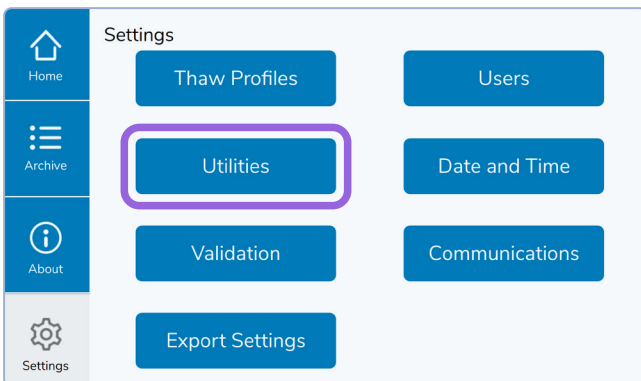 Settings
Home
Thaw Profiles
Users
Archive
Utilities
Date and Time
About
Validation
Communications
Settings
Export Settings